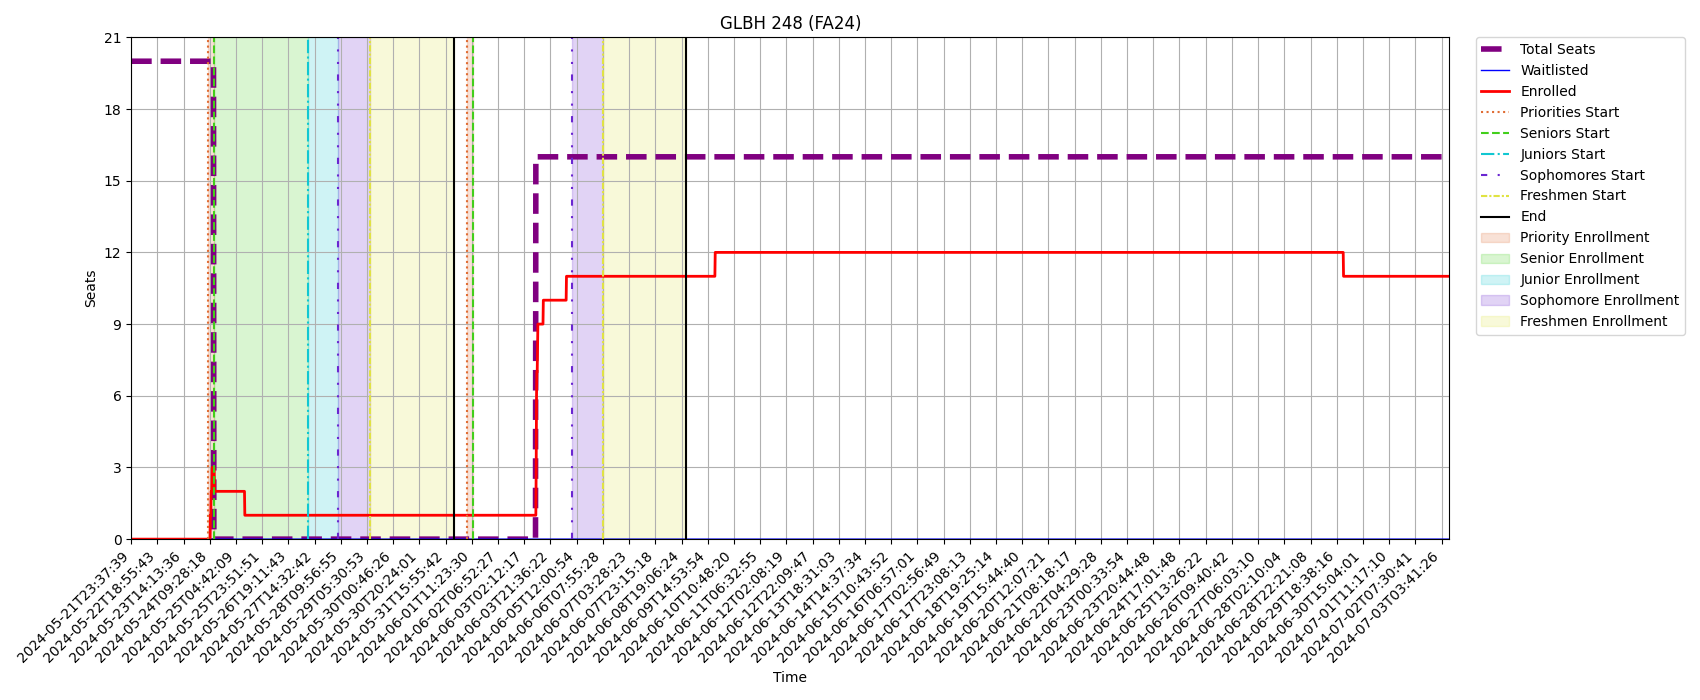 GLBH 248 (FA24)
21
18
15
12
9
6
3
0
Seats
2024-05-21T23:37:39
2024-05-22T18:55:43
2024-05-23T14:13:36
2024-05-24T09:28:18
2024-05-25T04:42:09
2024-05-25T23:51:51
2024-05-26T19:11:43
2024-05-27T14:32:42
2024-05-28T09:56:55
2024-05-29T05:30:53
2024-05-30T00:46:26
2024-05-30T20:24:01
2024-05-31T15:55:42
2024-06-01T11:23:30
2024-06-02T06:52:27
2024-06-03T02:12:17
2024-06-03T21:36:22
2024-06-05T12:00:54
2024-06-06T07:55:28
2024-06-07T03:28:23
2024-06-07T23:15:18
2024-06-08T19:06:24
2024-06-09T14:53:54
2024-06-10T10:48:20
2024-06-11T06:32:55
2024-06-12T02:08:19
2024-06-12T22:09:47
2024-06-13T18:31:03
2024-06-14T14:37:34
2024-06-15T10:43:52
2024-06-16T06:57:01
2024-06-17T02:56:49
2024-06-17T23:08:13
2024-06-18T19:25:14
2024-06-19T15:44:40
2024-06-20T12:07:21
2024-06-21T08:18:17
2024-06-22T04:29:28
2024-06-23T00:33:54
2024-06-23T20:44:48
2024-06-24T17:01:48
2024-06-25T13:26:22
2024-06-26T09:40:42
2024-06-27T06:03:10
2024-06-28T02:10:04
2024-06-28T22:21:08
2024-06-29T18:38:16
2024-06-30T15:04:01
2024-07-01T11:17:10
2024-07-02T07:30:41
2024-07-03T03:41:26
Time
Total Seats
Waitlisted
Enrolled
Priorities Start
Seniors Start
Juniors Start
Sophomores Start
Freshmen Start
End
Priority Enrollment
Senior Enrollment
Junior Enrollment
Sophomore Enrollment
Freshmen Enrollment